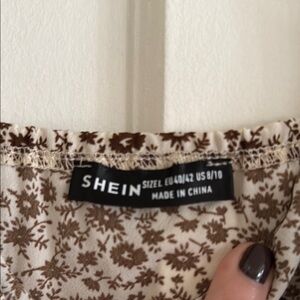 SHEIN SIZE:L EU40/42 US8/10
MADE IN CHINA